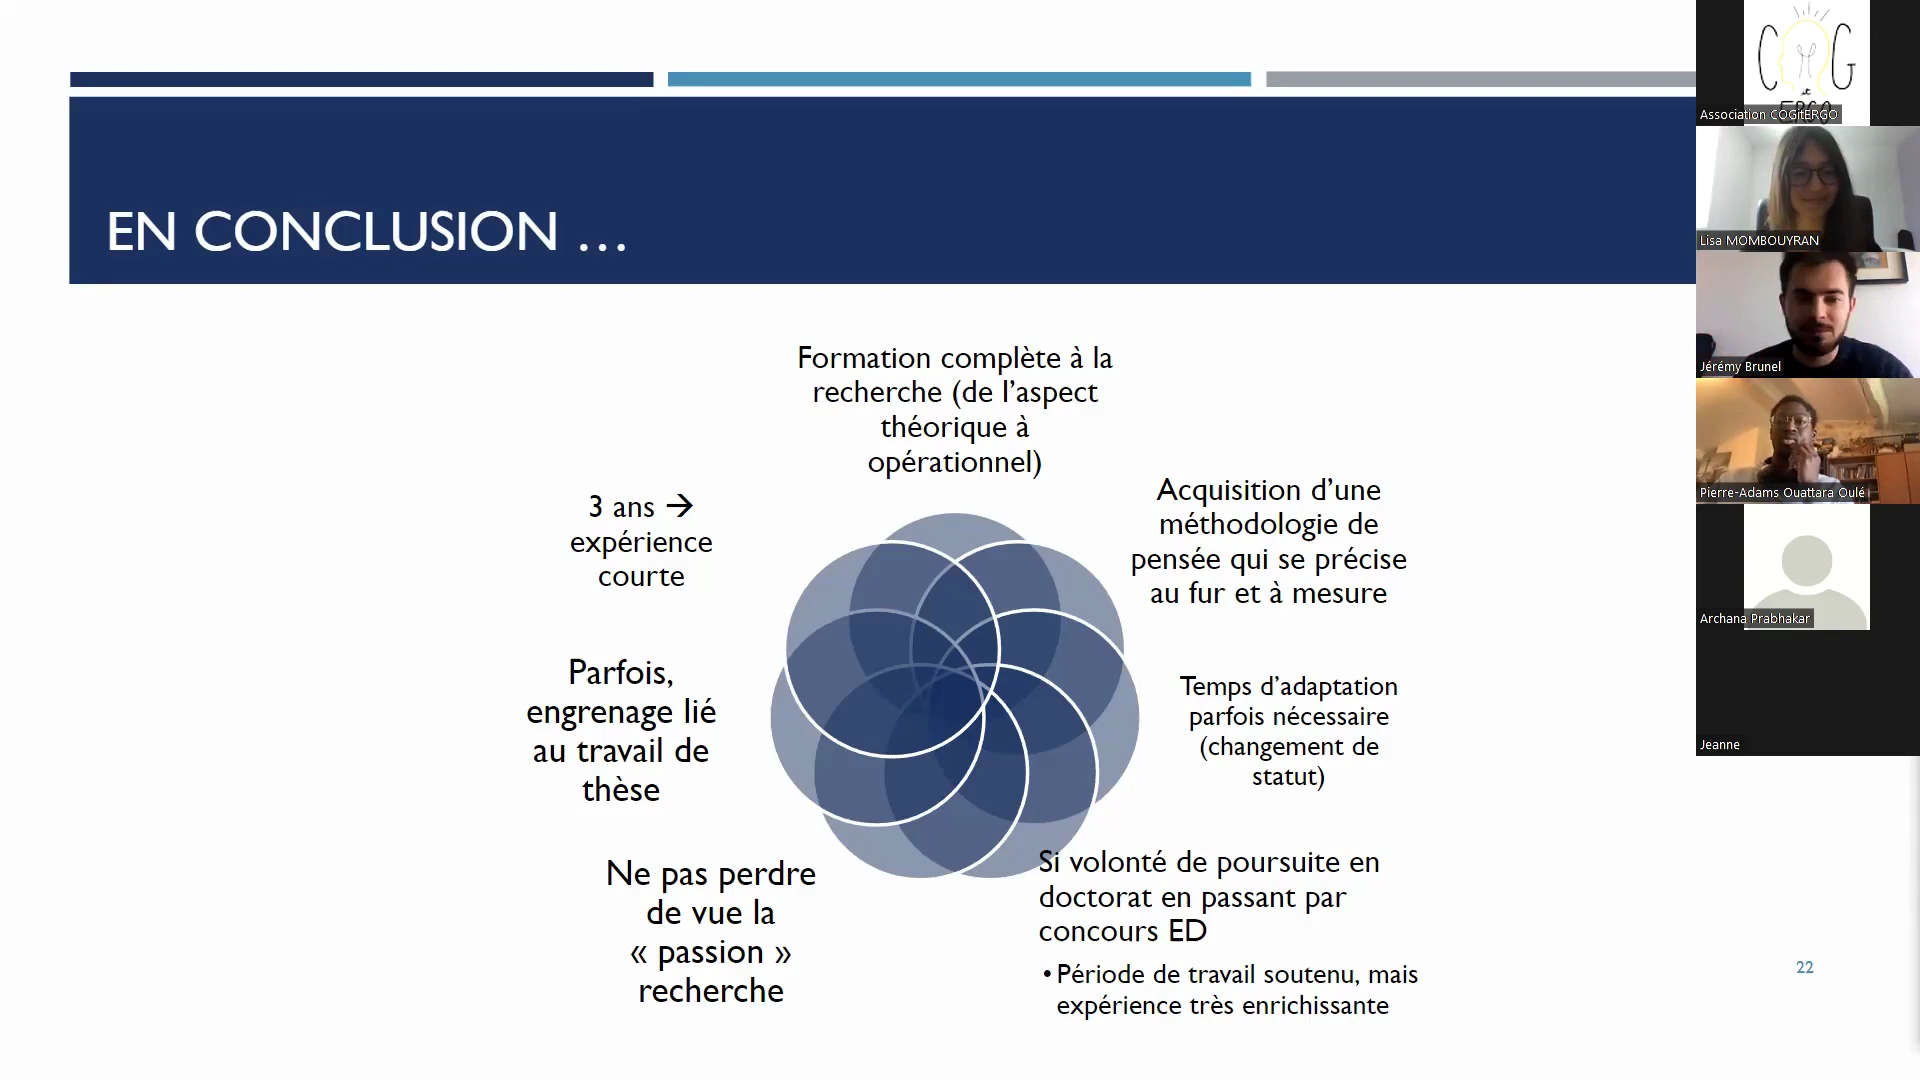 EN CONCLUSION …
Formation complète à la
recherche (de l’aspect
théorique à
opérationnel)
Acquisition d’une
méthodologie de
pensée qui se précise
au fur et à mesure
Temps d’adaptation
parfois nécessaire
(changement de
statut)
Si volonté de poursuite en
doctorat en passant par
concours ED
• Période de travail soutenu, mais
expérience très enrichissante
Ne pas perdre
de vue la
« passion »
recherche
Parfois,
engrenage lié
au travail de
thèse
3 ans →
expérience
courte
22
COG
it
ERGO
Association COGitERGO
Lisa MOMBOUYRAN
Jérémy Brunel
Pierre-Adams Ouattara Oulé
Archana Prabhakar
Jeanne